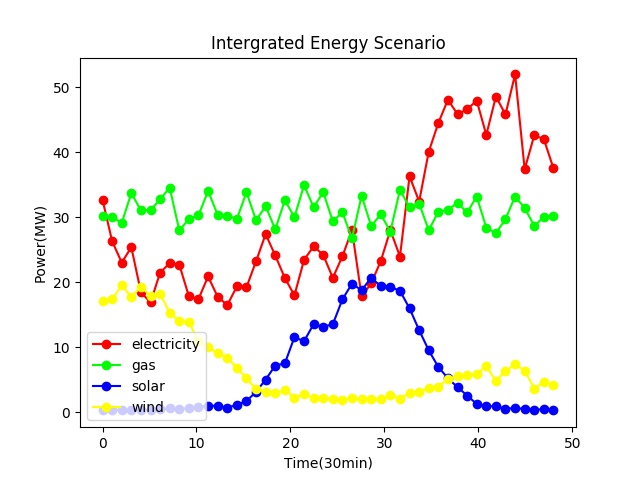 Intergrated Energy Scenario
Power(MW)
50
40
30
20
10
0
electricity
gas
solar
wind
0 10 20 30 40 50
Time(30min)